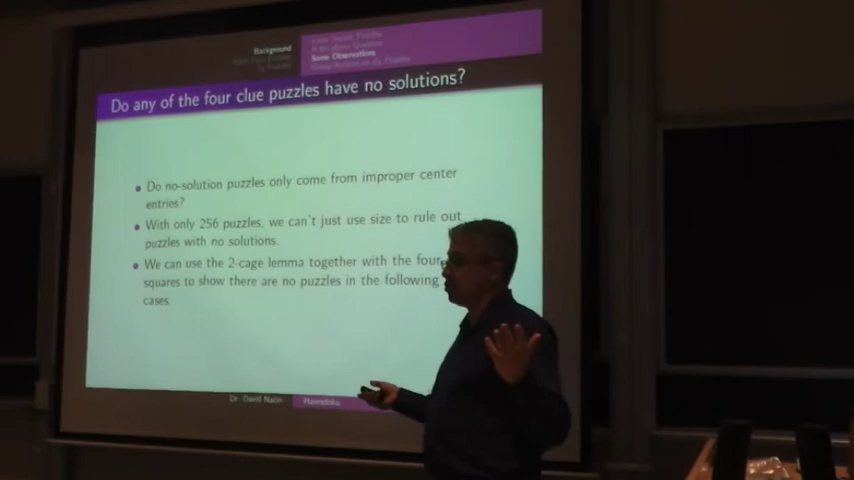 Background
Some Observations
Do any of the four clue puzzles have no solutions?
Do no-solution puzzles only come from improper center
entries?
With only 256 puzzles, we can't just use size to rule out
puzzles with no solutions.
We can use the 2-cage lemma together with the four
squares to show there are no puzzles in the following
cases.
Dr. David Nacin